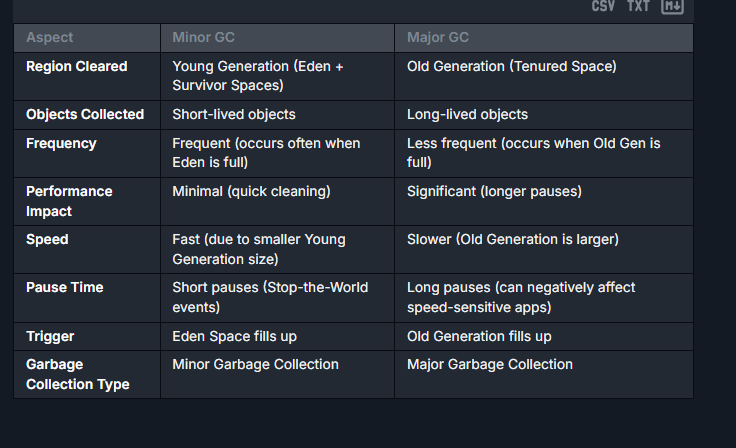 CSV TXT M↓
Aspect Minor GC Major GC
Region Cleared Young Generation (Eden + Old Generation (Tenured Space)
Survivor Spaces)
Objects Collected Short-lived objects Long-lived objects
Frequency Frequent (occurs often when Less frequent (occurs when Old Gen is
Eden is full) full)
Performance Minimal (quick cleaning) Significant (longer pauses)
Impact
Speed Fast (due to smaller Young Slower (Old Generation is larger)
Generation size)
Pause Time Short pauses (Stop-the-World Long pauses (can negatively affect
events) speed-sensitive apps)
Trigger Eden Space fills up Old Generation fills up
Garbage Minor Garbage Collection Major Garbage Collection
Collection Type